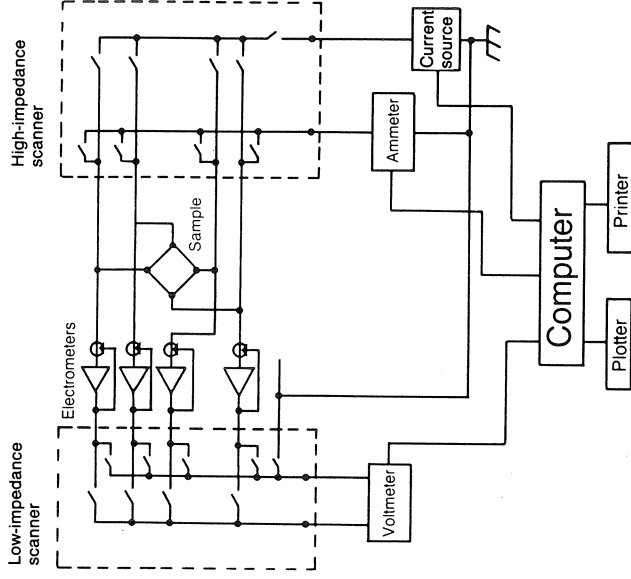 High-impedance
scanner
Current
source
Ammeter
Sample
Electrometers
Computer
Printer
Plotter
Low-impedance
scanner
Voltmeter